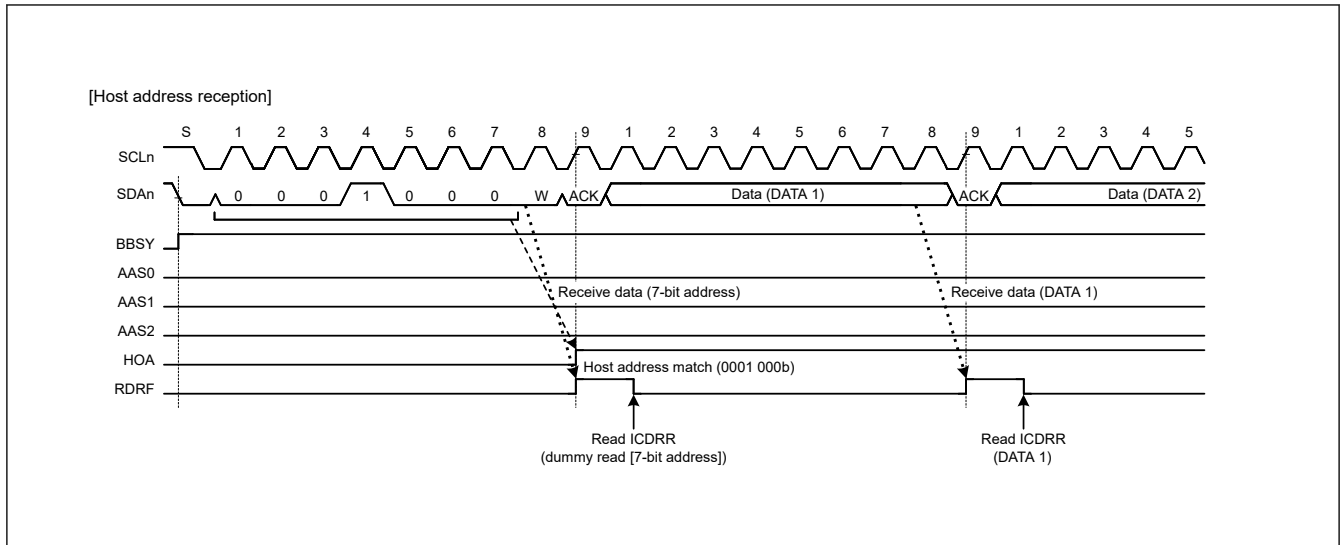 [Host address reception]
S 1 2 3 4 5 6 7 8 9 1 2 3 4 5 6 7 8 9 1 2 3 4 5
SCLn
SDAn 0 0 0 1 0 0 0 W ACK Data (DATA 1) ACK Data (DATA 2)
BBSY
AAS0
AAS1 Receive data (7-bit address) Receive data (DATA 1)
AAS2
HOA Host address match (0001 000b)
RDRF
Read ICDRR
(dummy read [7-bit address])
Read ICDRR
(DATA 1)